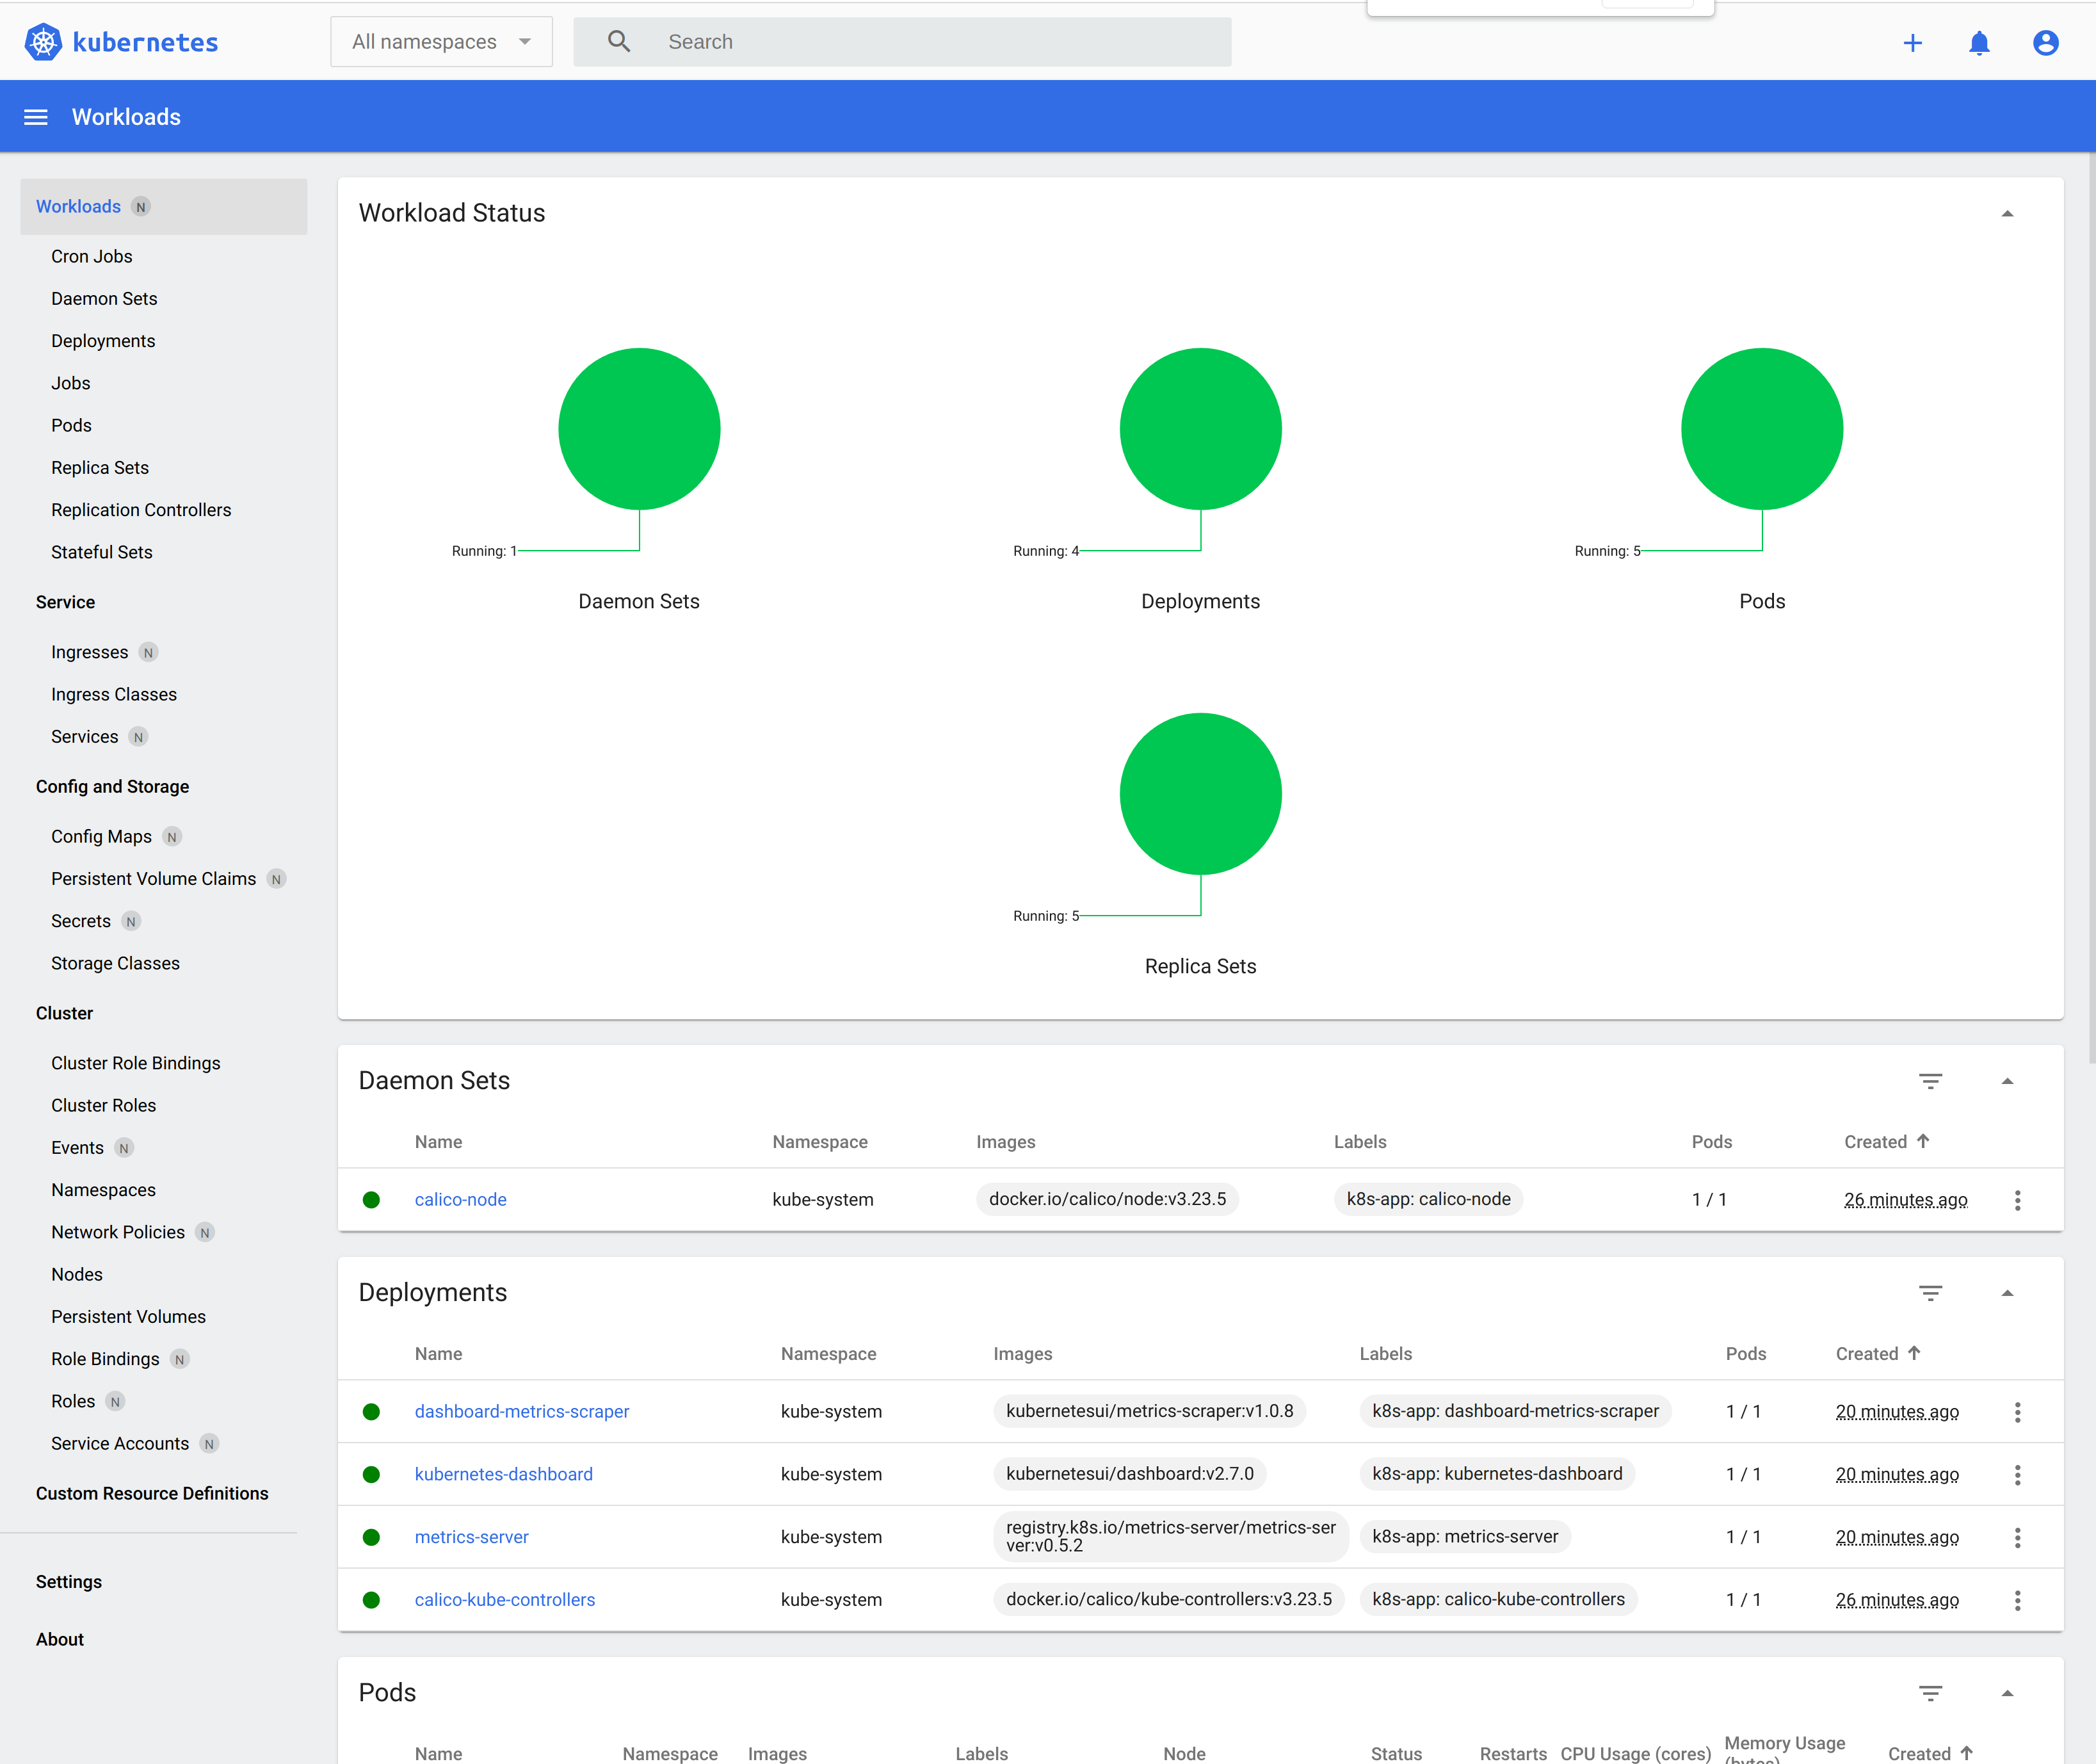 kubernetes
All namespaces
Search
Workloads
Workloads N
Cron Jobs
Daemon Sets
Deployments
Jobs
Pods
Replica Sets
Replication Controllers
Stateful Sets
Service
Ingresses N
Ingress Classes
Services N
Config and Storage
Config Maps N
Persistent Volume Claims N
Secrets N
Storage Classes
Cluster
Cluster Role Bindings
Cluster Roles
Events N
Namespaces
Network Policies N
Nodes
Persistent Volumes
Role Bindings N
Roles N
Service Accounts N
Custom Resource Definitions
Settings
About
Workload Status
Running: 1
Daemon Sets
Running: 4
Deployments
Running: 5
Pods
Running: 5
Replica Sets
Daemon Sets
Name Namespace Images Labels Pods Created
calico-node kube-system docker.io/calico/node:v3.23.5 k8s-app: calico-node 1 / 1 26 minutes ago
Deployments
Name Namespace Images Labels Pods Created
dashboard-metrics-scraper kube-system kubernetesui/metrics-scraper:v1.0.8 k8s-app: dashboard-metrics-scraper 1 / 1 20 minutes ago
kubernetes-dashboard kube-system kubernetesui/dashboard:v2.7.0 k8s-app: kubernetes-dashboard 1 / 1 20 minutes ago
metrics-server kube-system registry.k8s.io/metrics-server/metrics-ser
ver:v0.5.2 k8s-app: metrics-server 1 / 1 20 minutes ago
calico-kube-controllers kube-system docker.io/calico/kube-controllers:v3.23.5 k8s-app: calico-kube-controllers 1 / 1 26 minutes ago
Pods
Name Namespace Images Labels Node Status Restarts CPU Usage (cores) Memory Usage
(bytes) Created